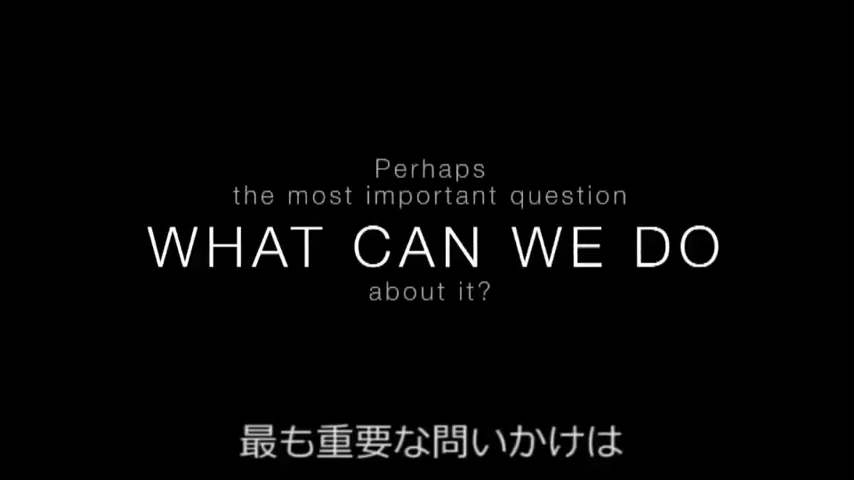 Perhaps
the most important question
WHAT CAN WE DO
about it?
最も重要な問いかけは